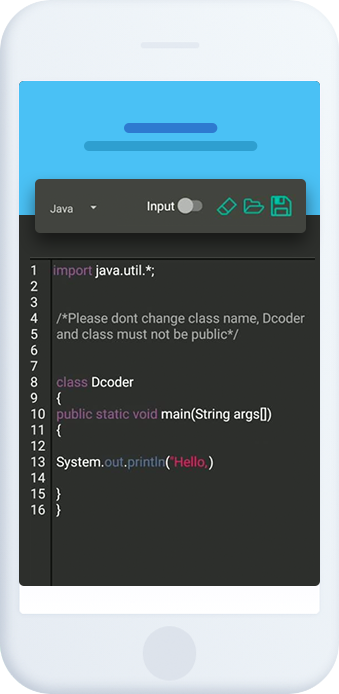 Java
Input
1 import java.util.*;
2
3
4 /*Please dont change class name, Dcoder
5 and class must not be public*/
6
7
8 class Dcoder
9 {
10 public static void main(String args[])
11 {
12
13 System.out.println("Hello,)
14
15 }
16 }